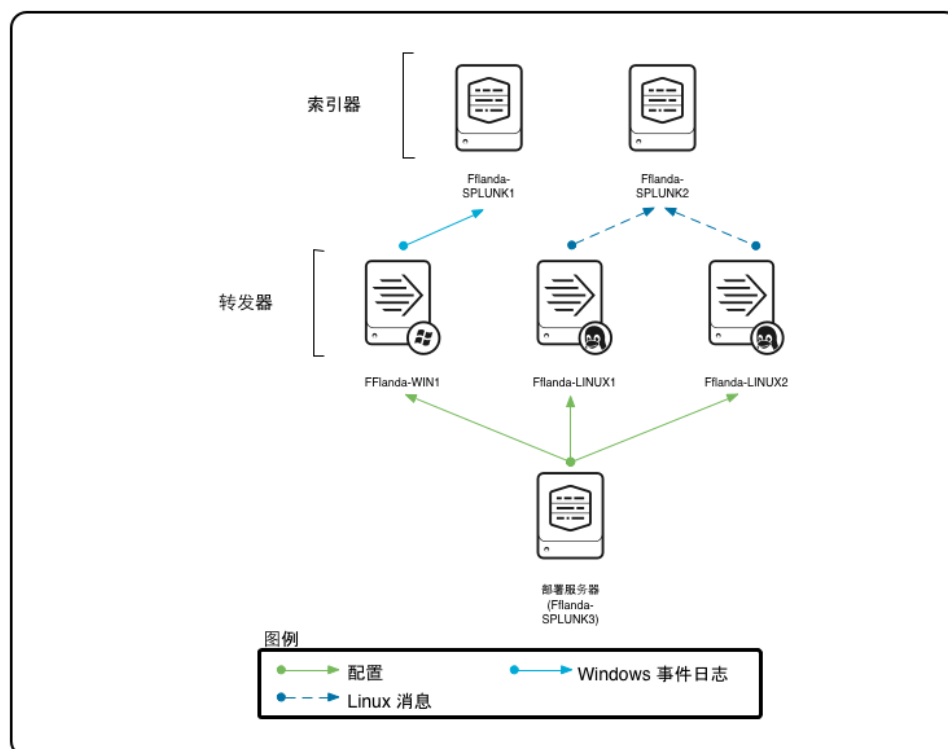 索引器
Fflanda-
SPLUNK1
Fflanda-
SPLUNK2
转发器
FFlanda-WIN1
Fflanda-LINUX1
Fflanda-LINUX2
部署服务器
(Fflanda-
SPLUNK3)
图例
配置
Windows 事件日志
Linux 消息